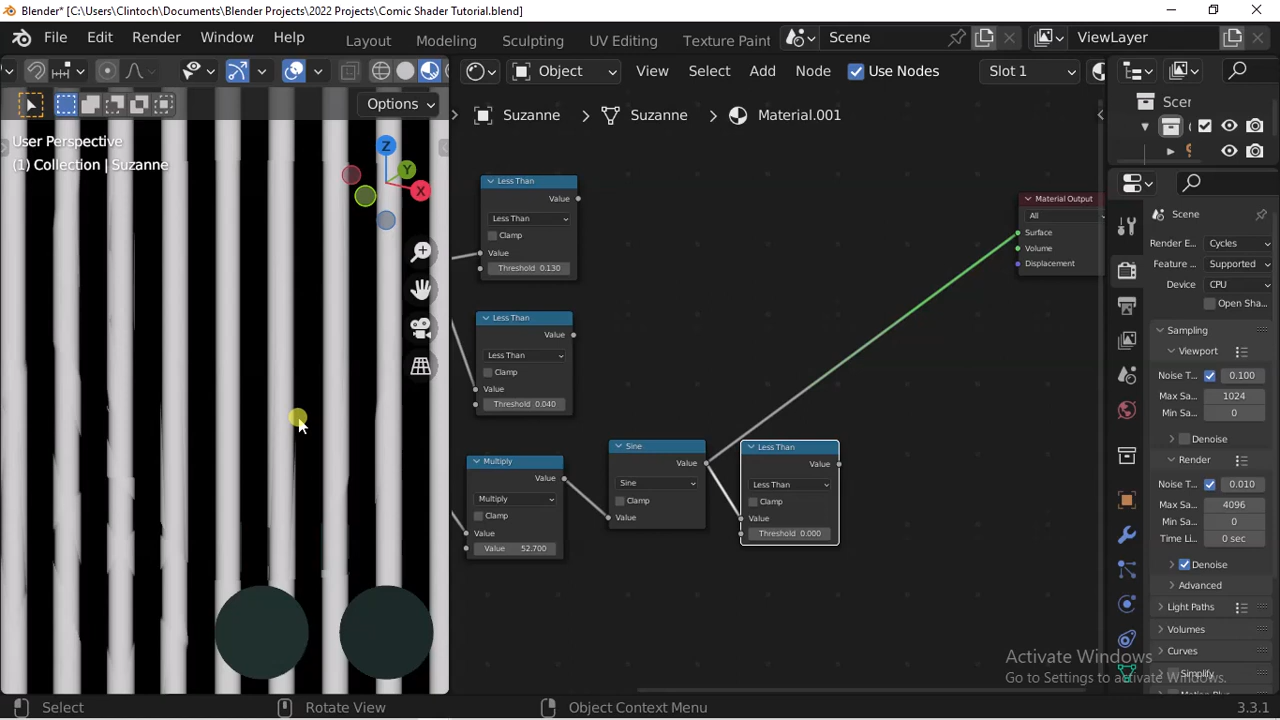 Blender* [C:\Users\Clintoch\Documents\Blender Projects\2022 Projects\Comic Shader Tutorial.blend]
File Edit Render Window Help Layout Modeling Sculpting UV Editing Texture Paint Scene ViewLayer
Object View Select Add Node Use Nodes Slot 1
Options
Suzanne Suzanne Material.001
User Perspective
(1) Collection | Suzanne
Z
Y
X
Less Than
Value
Less Than
Clamp
Value
Threshold 0.130
Less Than
Value
Less Than
Clamp
Value
Threshold 0.040
Multiply
Value
Multiply
Clamp
Value
Value 52.700
Sine
Value
Sine
Clamp
Value
Less Than
Value
Less Than
Clamp
Value
Threshold 0.000
Material Output
All
Surface
Volume
Displacement
Scer
Scene
Render E... Cycles
Feature ... Supported
Device CPU
Open Sha...
Sampling
Viewport
Noise T... 0.100
Max Sa... 1024
Min Sa... 0
Denoise
Render
Noise T... 0.010
Max Sa... 4096
Min Sa... 0
Time Li... 0 sec
Denoise
Advanced
Light Paths
Volumes
Curves
Simplify
Activate Windows
Go to Settings to activate Windows.
Select Rotate View Object Context Menu 3.3.1